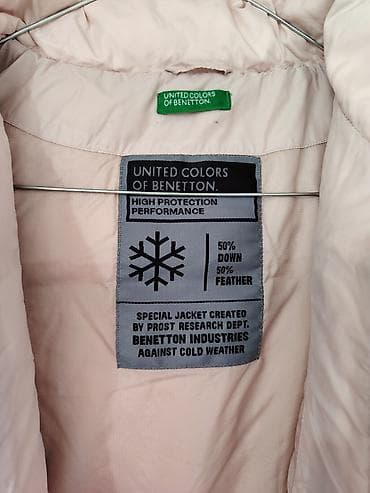 UNITED COLORS
OF BENETTON.
UNITED COLORS
OF BENETTON.
HIGH PROTECTION
PERFORMANCE
50%
DOWN
50%
FEATHER
SPECIAL JACKET CREATED
BY PROST RESEARCH DEPT.
BENETTON INDUSTRIES
AGAINST COLD WEATHER